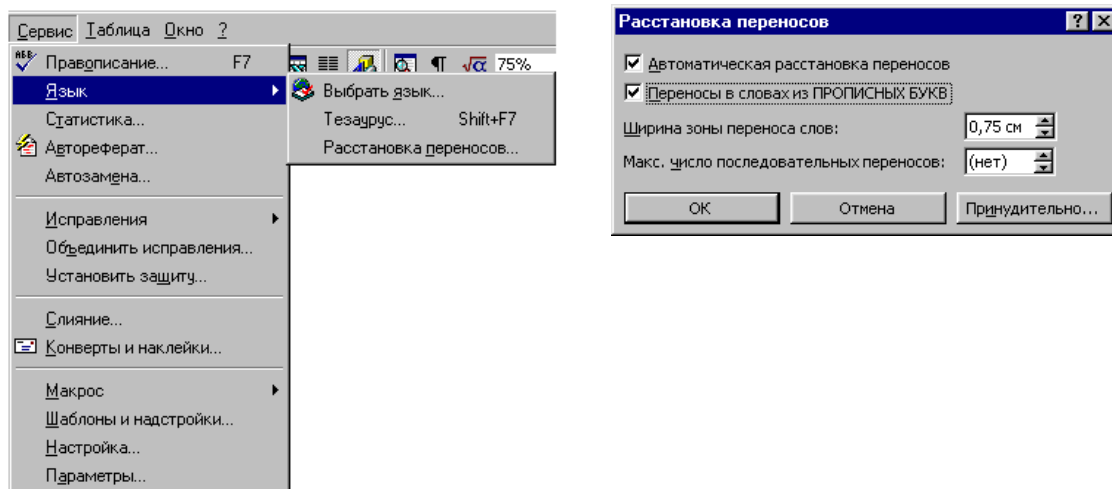 Сервис Таблица Окно ?
Правописание... F7
Язык
Статистика...
Автореферат...
Автозамена...
Исправления
Объединить исправления...
Установить защиту...
Слияние...
Конверты и наклейки...
Макрос
Шаблоны и надстройки...
Настройка...
Параметры...
¶ √α 75%
Выбрать язык...
Тезаурус... Shift+F7
Расстановка переносов...
Расстановка переносов ? ×
Автоматическая расстановка переносов
Переносы в словах из ПРОПИСНЫХ БУКВ
Ширина зоны переноса слов: 0,75 см
Макс. число последовательных переносов: (нет)
ОК Отмена Принудительно...